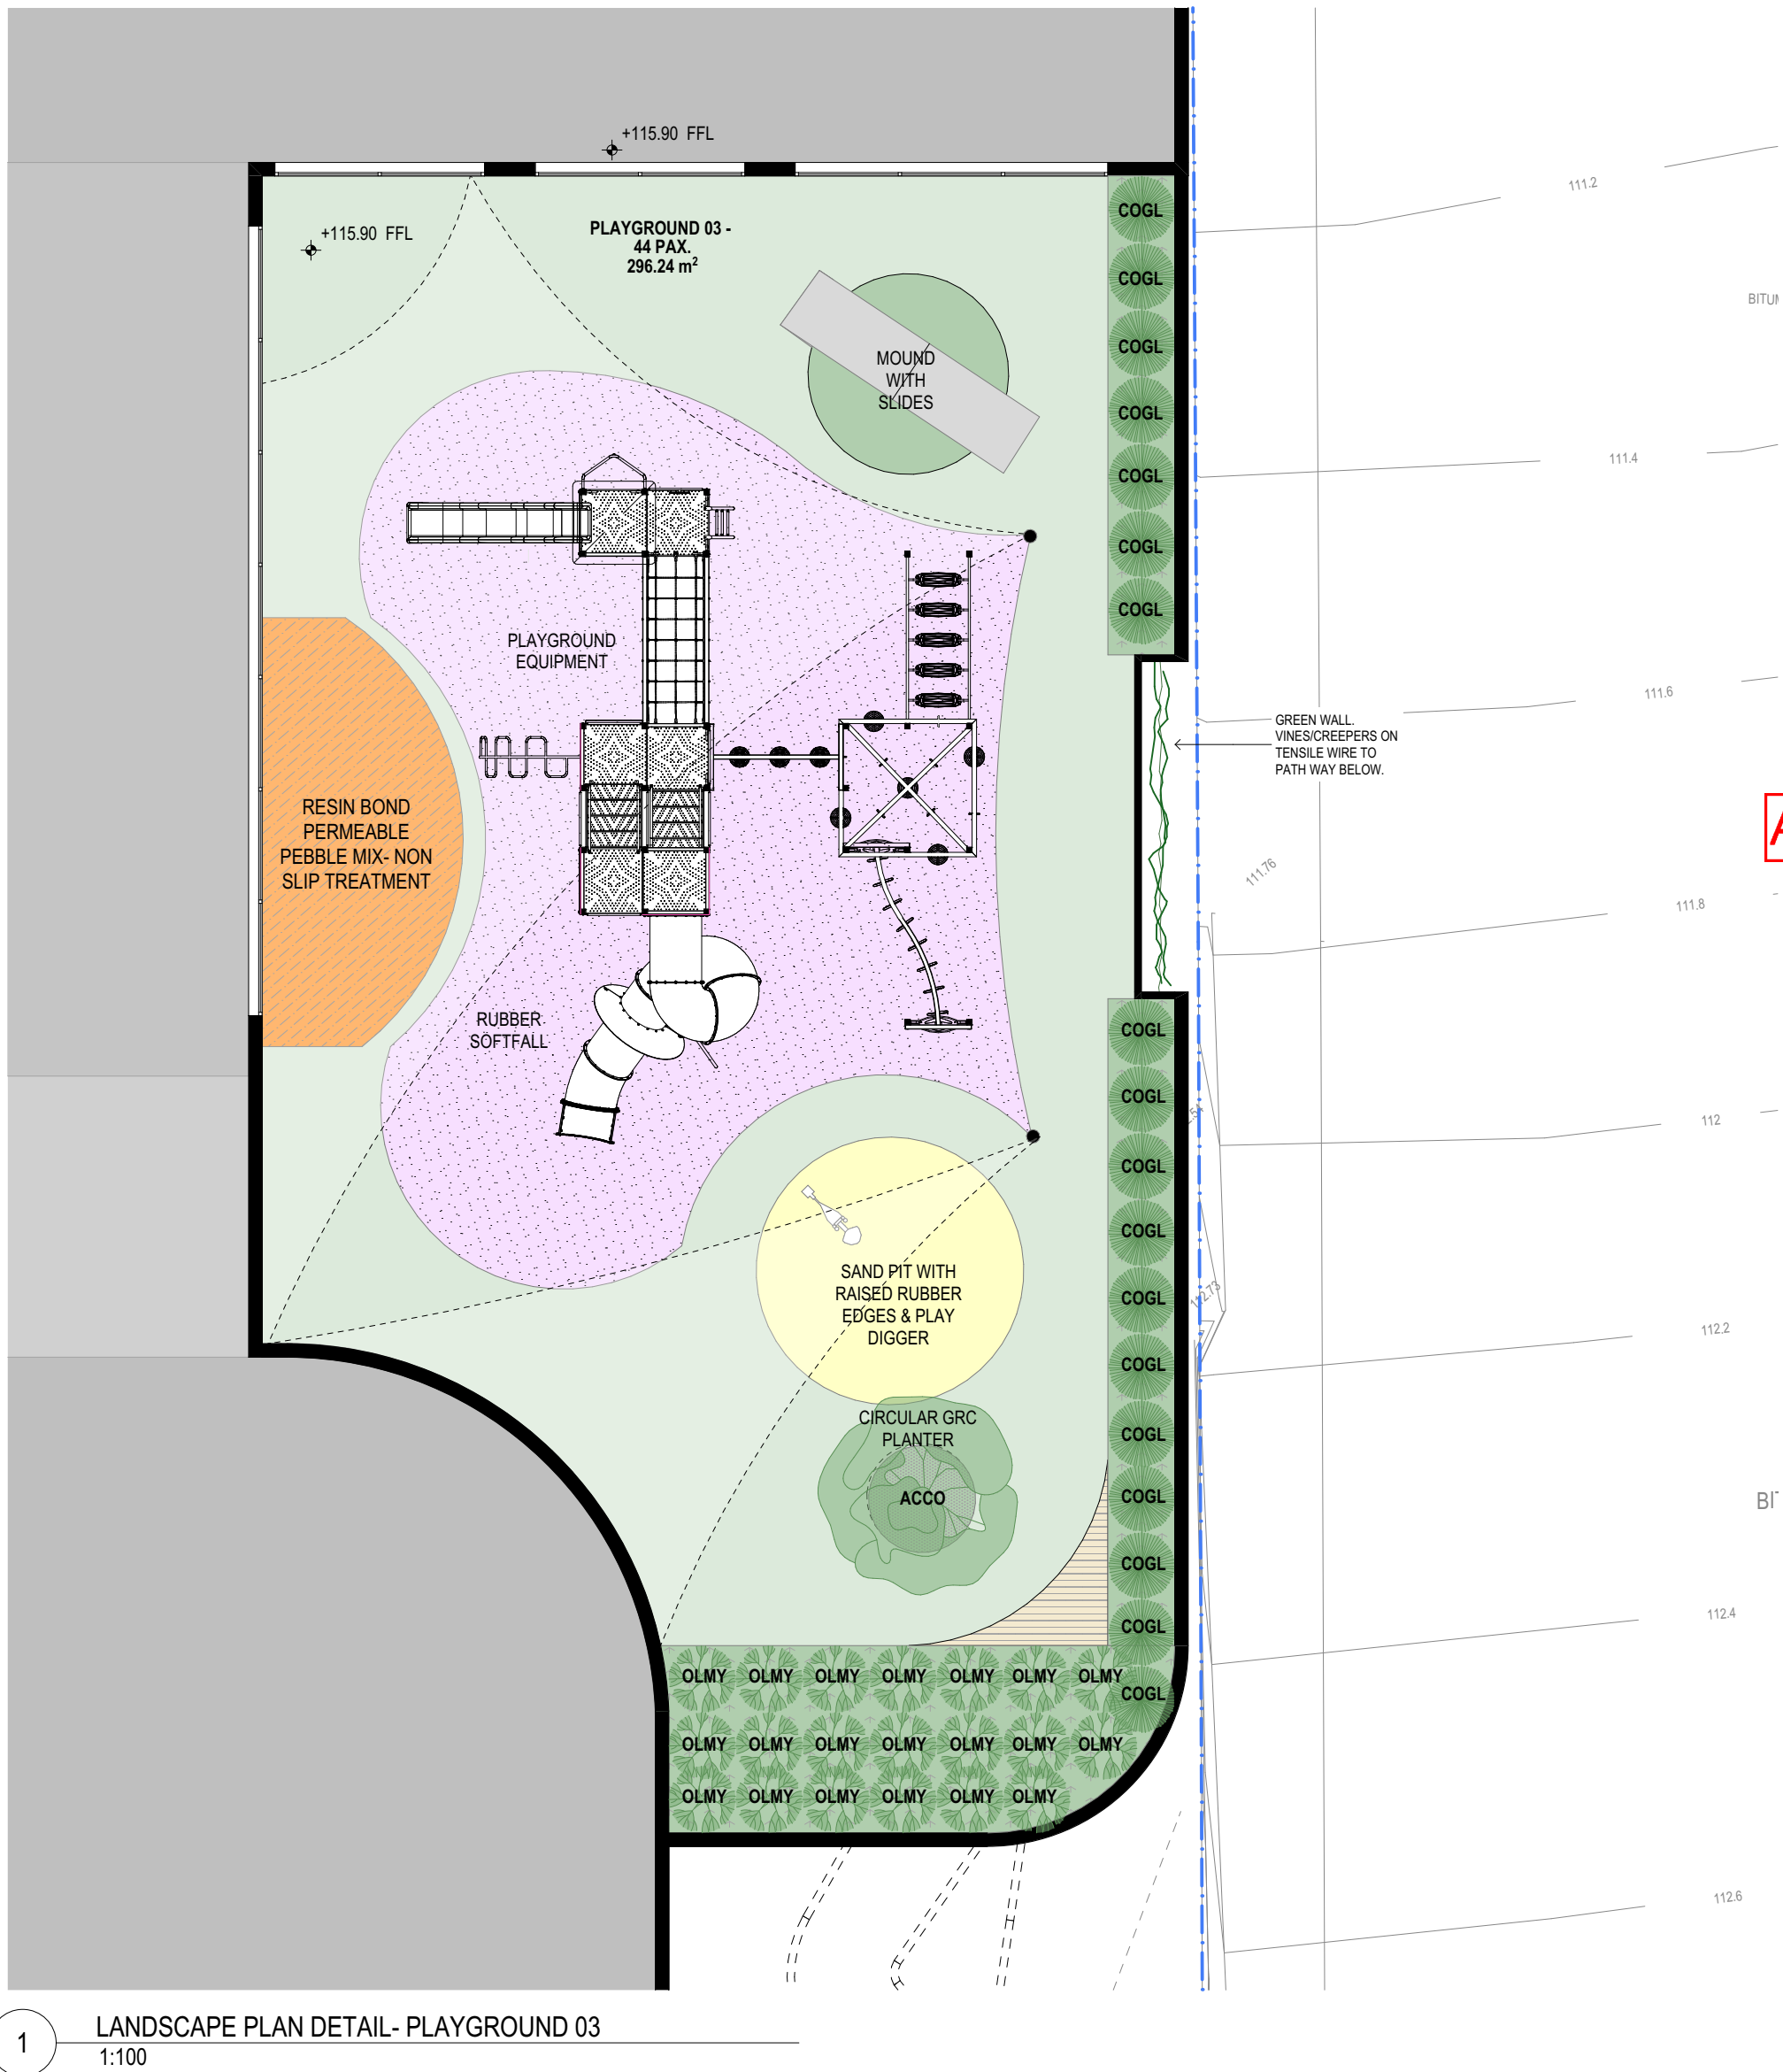 +115.90 FFL
111.2
+115.90 FFL
PLAYGROUND 03 -
44 PAX.
296.24 m²
COGL
COGL
COGL
COGL
COGL
COGL
COGL
MOUND
WITH
SLIDES
111.4
PLAYGROUND
EQUIPMENT
111.6
GREEN WALL.
VINES/CREEPERS ON
TENSILE WIRE TO
PATH WAY BELOW.
RESIN BOND
PERMEABLE
PEBBLE MIX- NON
SLIP TREATMENT
111.76
111.8
RUBBER
SOFTFALL
COGL
COGL
COGL
COGL
COGL
COGL
COGL
COGL
COGL
COGL
COGL
112
112.73
SAND PIT WITH
RAISED RUBBER
EDGES & PLAY
DIGGER
112.2
CIRCULAR GRC
PLANTER
ACCO
112.4
OLMY OLMY OLMY OLMY OLMY OLMY OLMY
OLMY OLMY OLMY OLMY OLMY OLMY OLMY
OLMY OLMY OLMY OLMY OLMY OLMY
112.6
1
LANDSCAPE PLAN DETAIL- PLAYGROUND 03
1:100